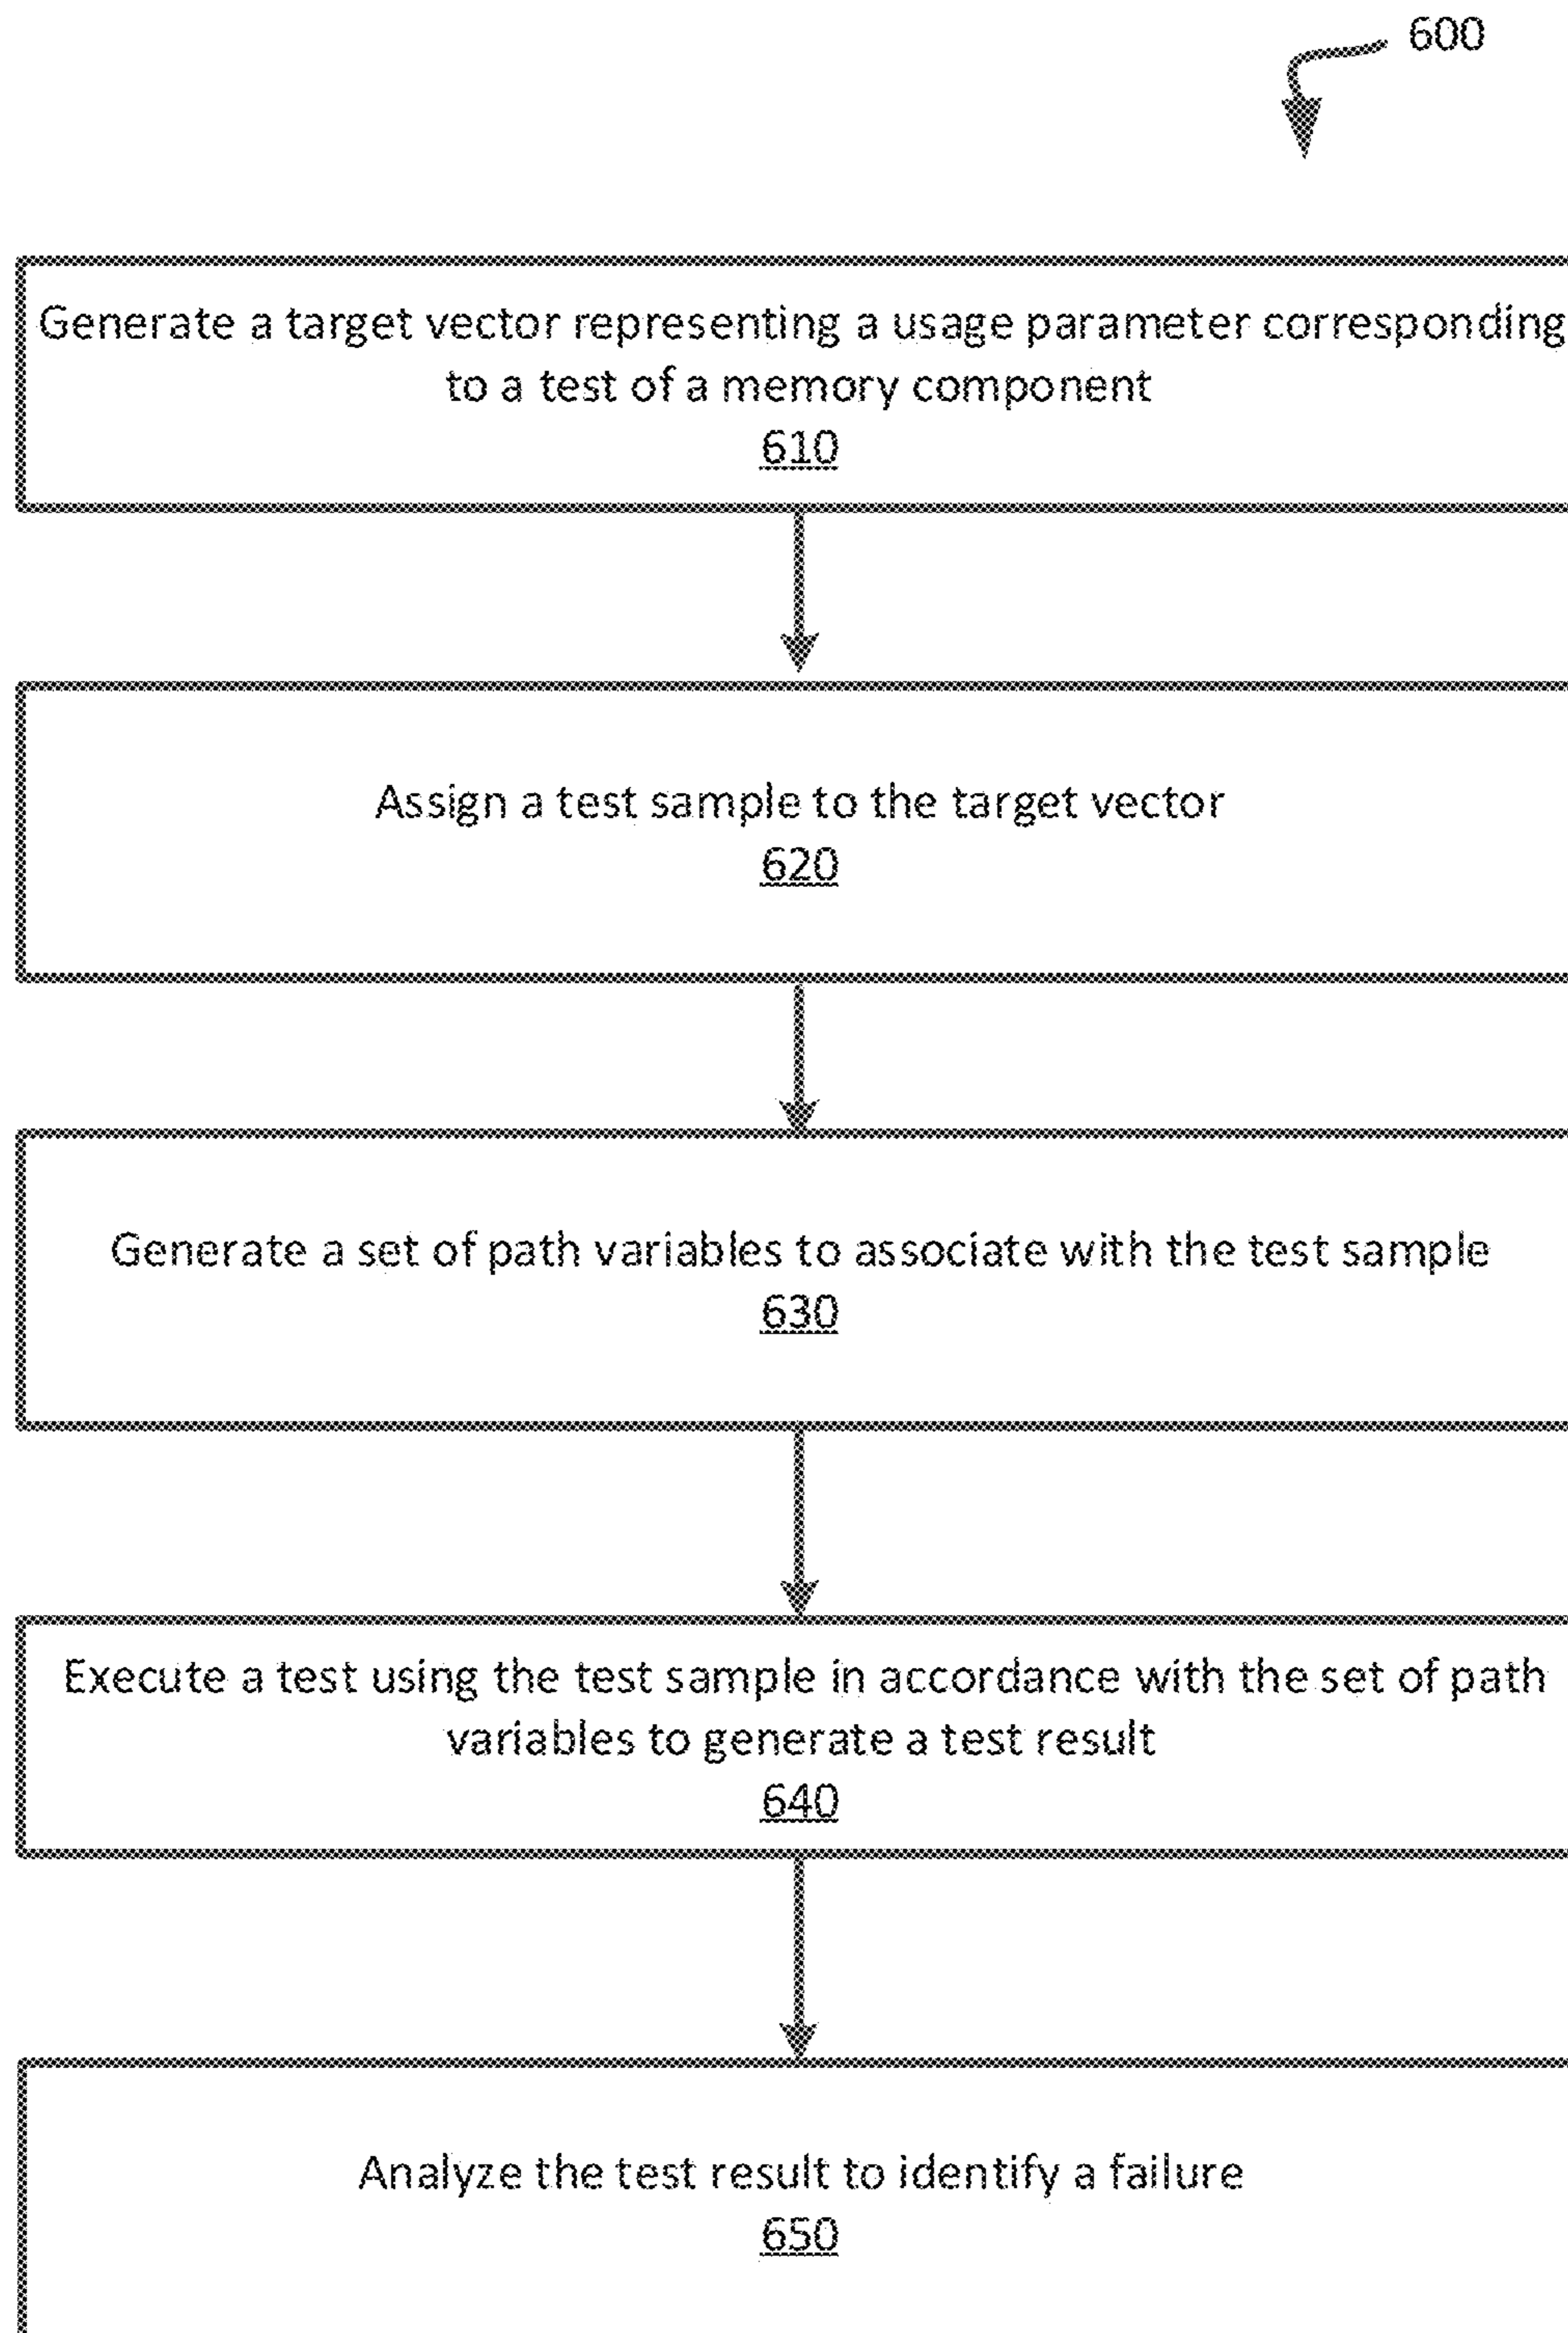 600
Generate a target vector representing a usage parameter corresponding
to a test of a memory component
610
Assign a test sample to the target vector
620
Generate a set of path variables to associate with the test sample
630
Execute a test using the test sample in accordance with the set of path
variables to generate a test result
640
Analyze the test result to identify a failure
650